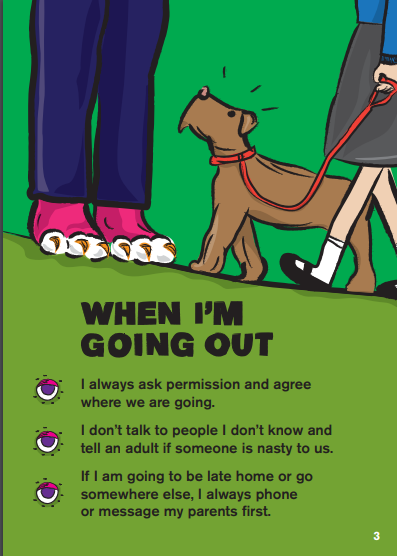 WHEN I'M
GOING OUT
I always ask permission and agree
where we are going.
I don't talk to people I don't know and
tell an adult if someone is nasty to us.
If I am going to be late home or go
somewhere else, I always phone
or message my parents first.
3